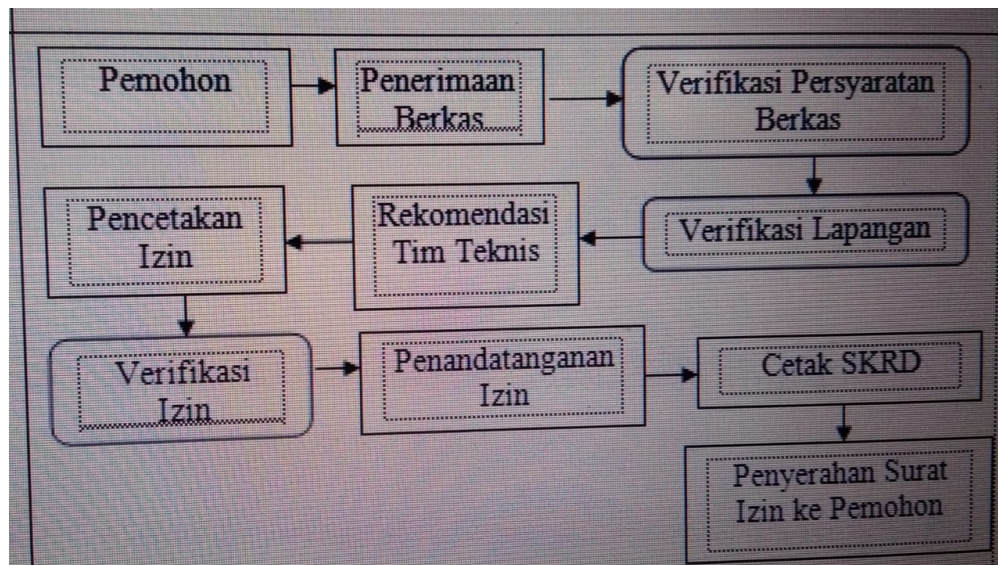 Pemohon
Penerimaan
Berkas
Verifikasi Persyaratan
Berkas
Verifikasi Lapangan
Rekomendasi
Tim Teknis
Pencetakan
Izin
Verifikasi
Izin
Penandatanganan
Izin
Cetak SKRD
Penyerahan Surat
Izin ke Pemohon